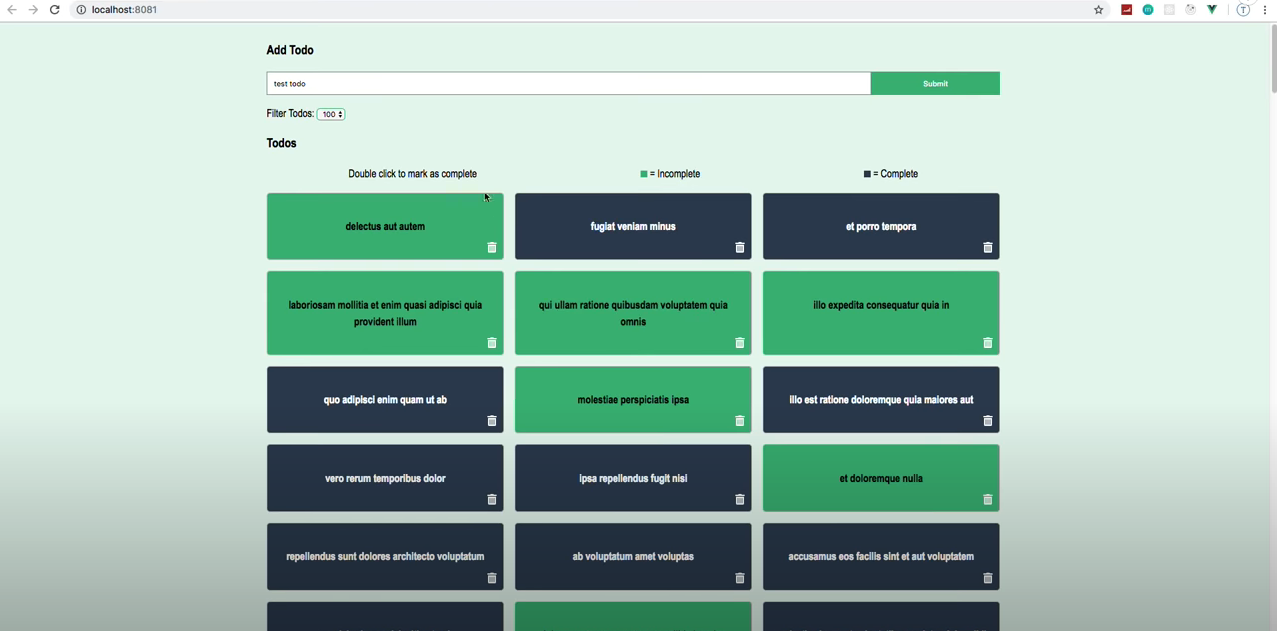 localhost:8081
T
Add Todo
test todo
Submit
Filter Todos: 100
Todos
Double click to mark as complete
= Incomplete
= Complete
delectus aut autem
fugiat veniam minus
et porro tempora
laboriosam mollitia et enim quasi adipisci quia
provident illum
qui ullam ratione quibusdam voluptatem quia
omnis
illo expedita consequatur quia in
quo adipisci enim quam ut ab
molestiae perspiciatis ipsa
illo est ratione doloremque quia maiores aut
vero rerum temporibus dolor
ipsa repellendus fugit nisi
et doloremque nulla
repellendus sunt dolores architecto voluptatum
ab voluptatum amet voluptas
accusamus eos facilis sint et aut voluptatem